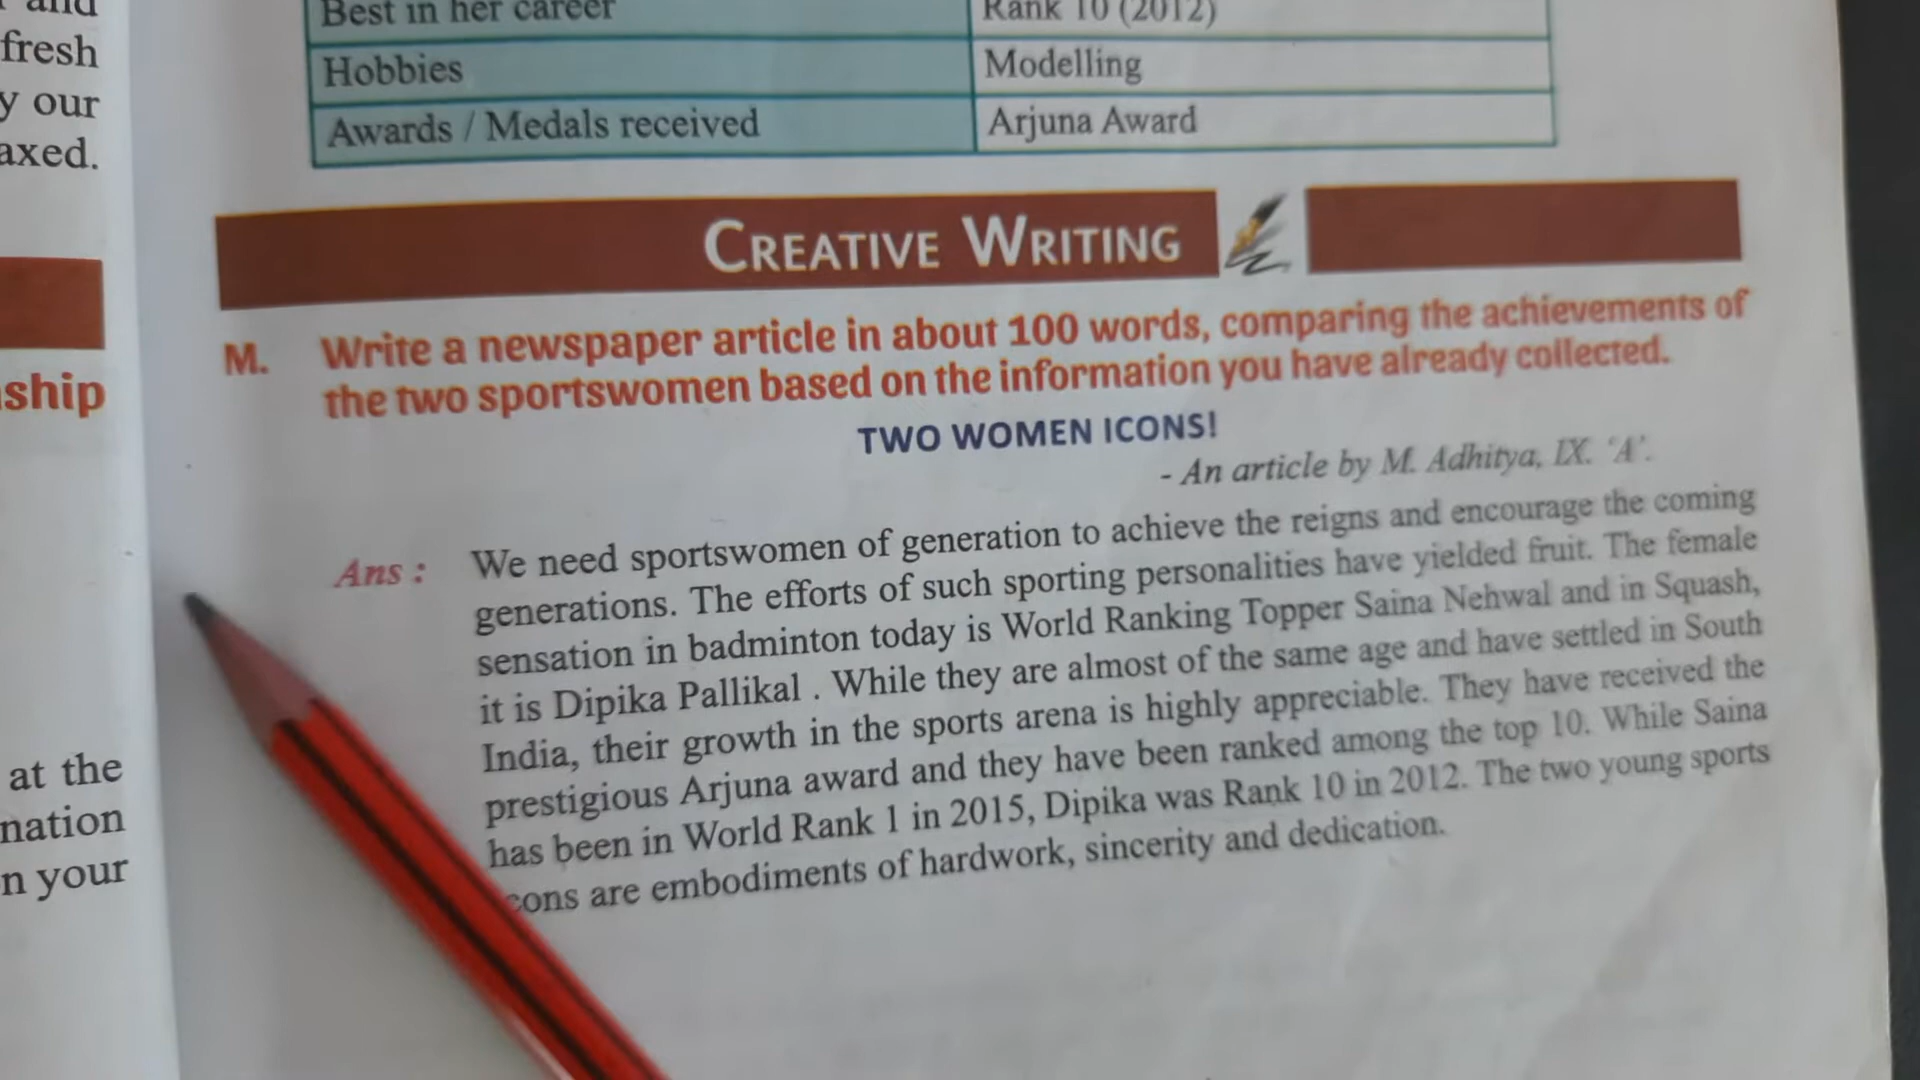 and
fresh
y our
axed.
ship
at the
nation
n your
Best in her career Rank 10 (2012)
Hobbies Modelling
Awards / Medals received Arjuna Award
CREATIVE WRITING
M. Write a newspaper article in about 100 words, comparing the achievements of
the two sportswomen based on the information you have already collected.
TWO WOMEN ICONS!
- An article by M. Adhitya, IX. 'A'.
Ans : We need sportswomen of generation to achieve the reigns and encourage the coming
generations. The efforts of such sporting personalities have yielded fruit. The female
sensation in badminton today is World Ranking Topper Saina Nehwal and in Squash,
it is Dipika Pallikal . While they are almost of the same age and have settled in South
India, their growth in the sports arena is highly appreciable. They have received the
prestigious Arjuna award and they have been ranked among the top 10. While Saina
has been in World Rank 1 in 2015, Dipika was Rank 10 in 2012. The two young sports
cons are embodiments of hardwork, sincerity and dedication.